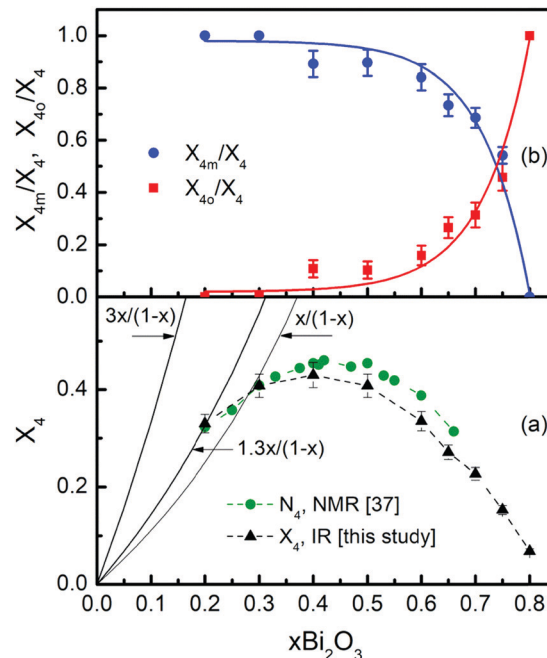 1.0
0.8
0.6
0.4
0.2
0.0
X₄ₘ/X₄, X₄ₒ/X₄
X₄ₘ/X₄
X₄ₒ/X₄
(b)
3x/(1-x)
x/(1-x)
1.3x/(1-x)
(a)
0.4
0.2
0.0
X₄
N₄, NMR [37]
X₄, IR [this study]
0.0 0.1 0.2 0.3 0.4 0.5 0.6 0.7 0.8
xBi₂O₃